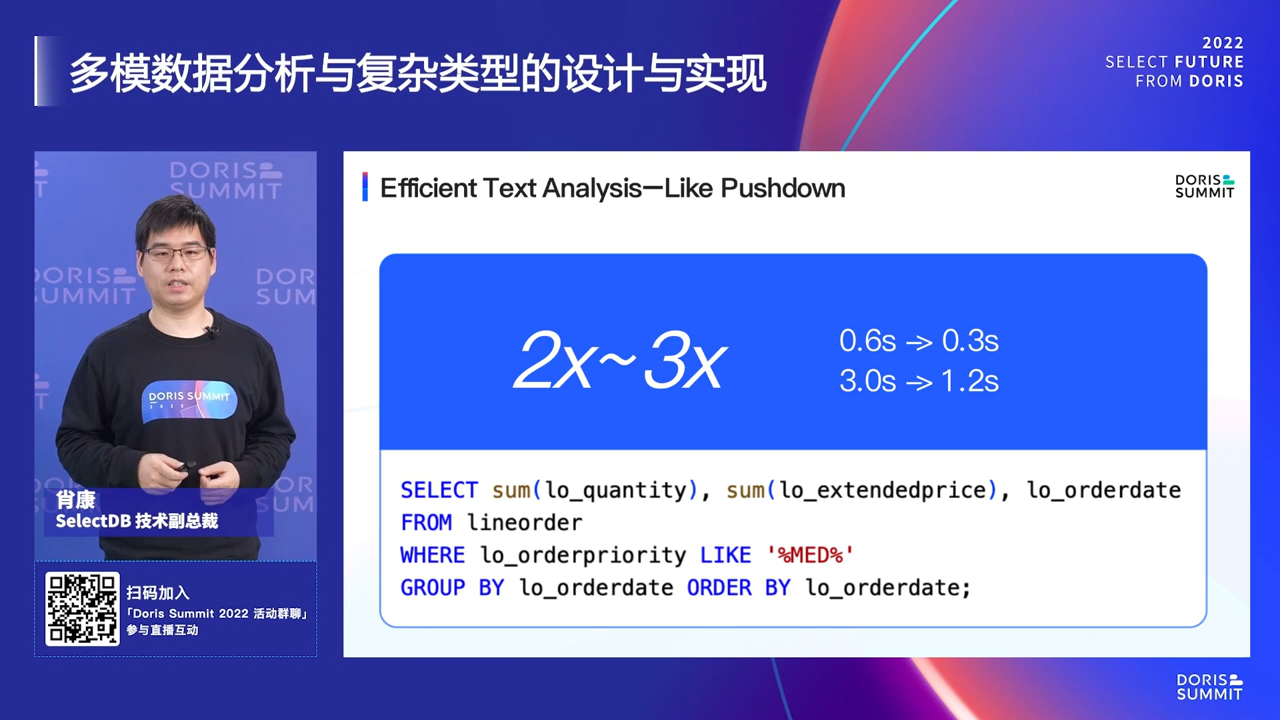 多模数据分析与复杂类型的设计与实现
2022
SELECT FUTURE
FROM DORIS
DORIS
SUMMIT
DORIS
SUMMIT
DORIS SUMMIT
2022
肖康
SelectDB 技术副总裁
扫码加入
「Doris Summit 2022 活动群聊」
参与直播互动
Efficient Text Analysis—Like Pushdown
DORIS
SUMMIT
2x~3x
0.6s -> 0.3s
3.0s -> 1.2s
SELECT sum(lo_quantity), sum(lo_extendedprice), lo_orderdate
FROM lineorder
WHERE lo_orderpriority LIKE '%MED%'
GROUP BY lo_orderdate ORDER BY lo_orderdate;
DORIS
SUMMIT